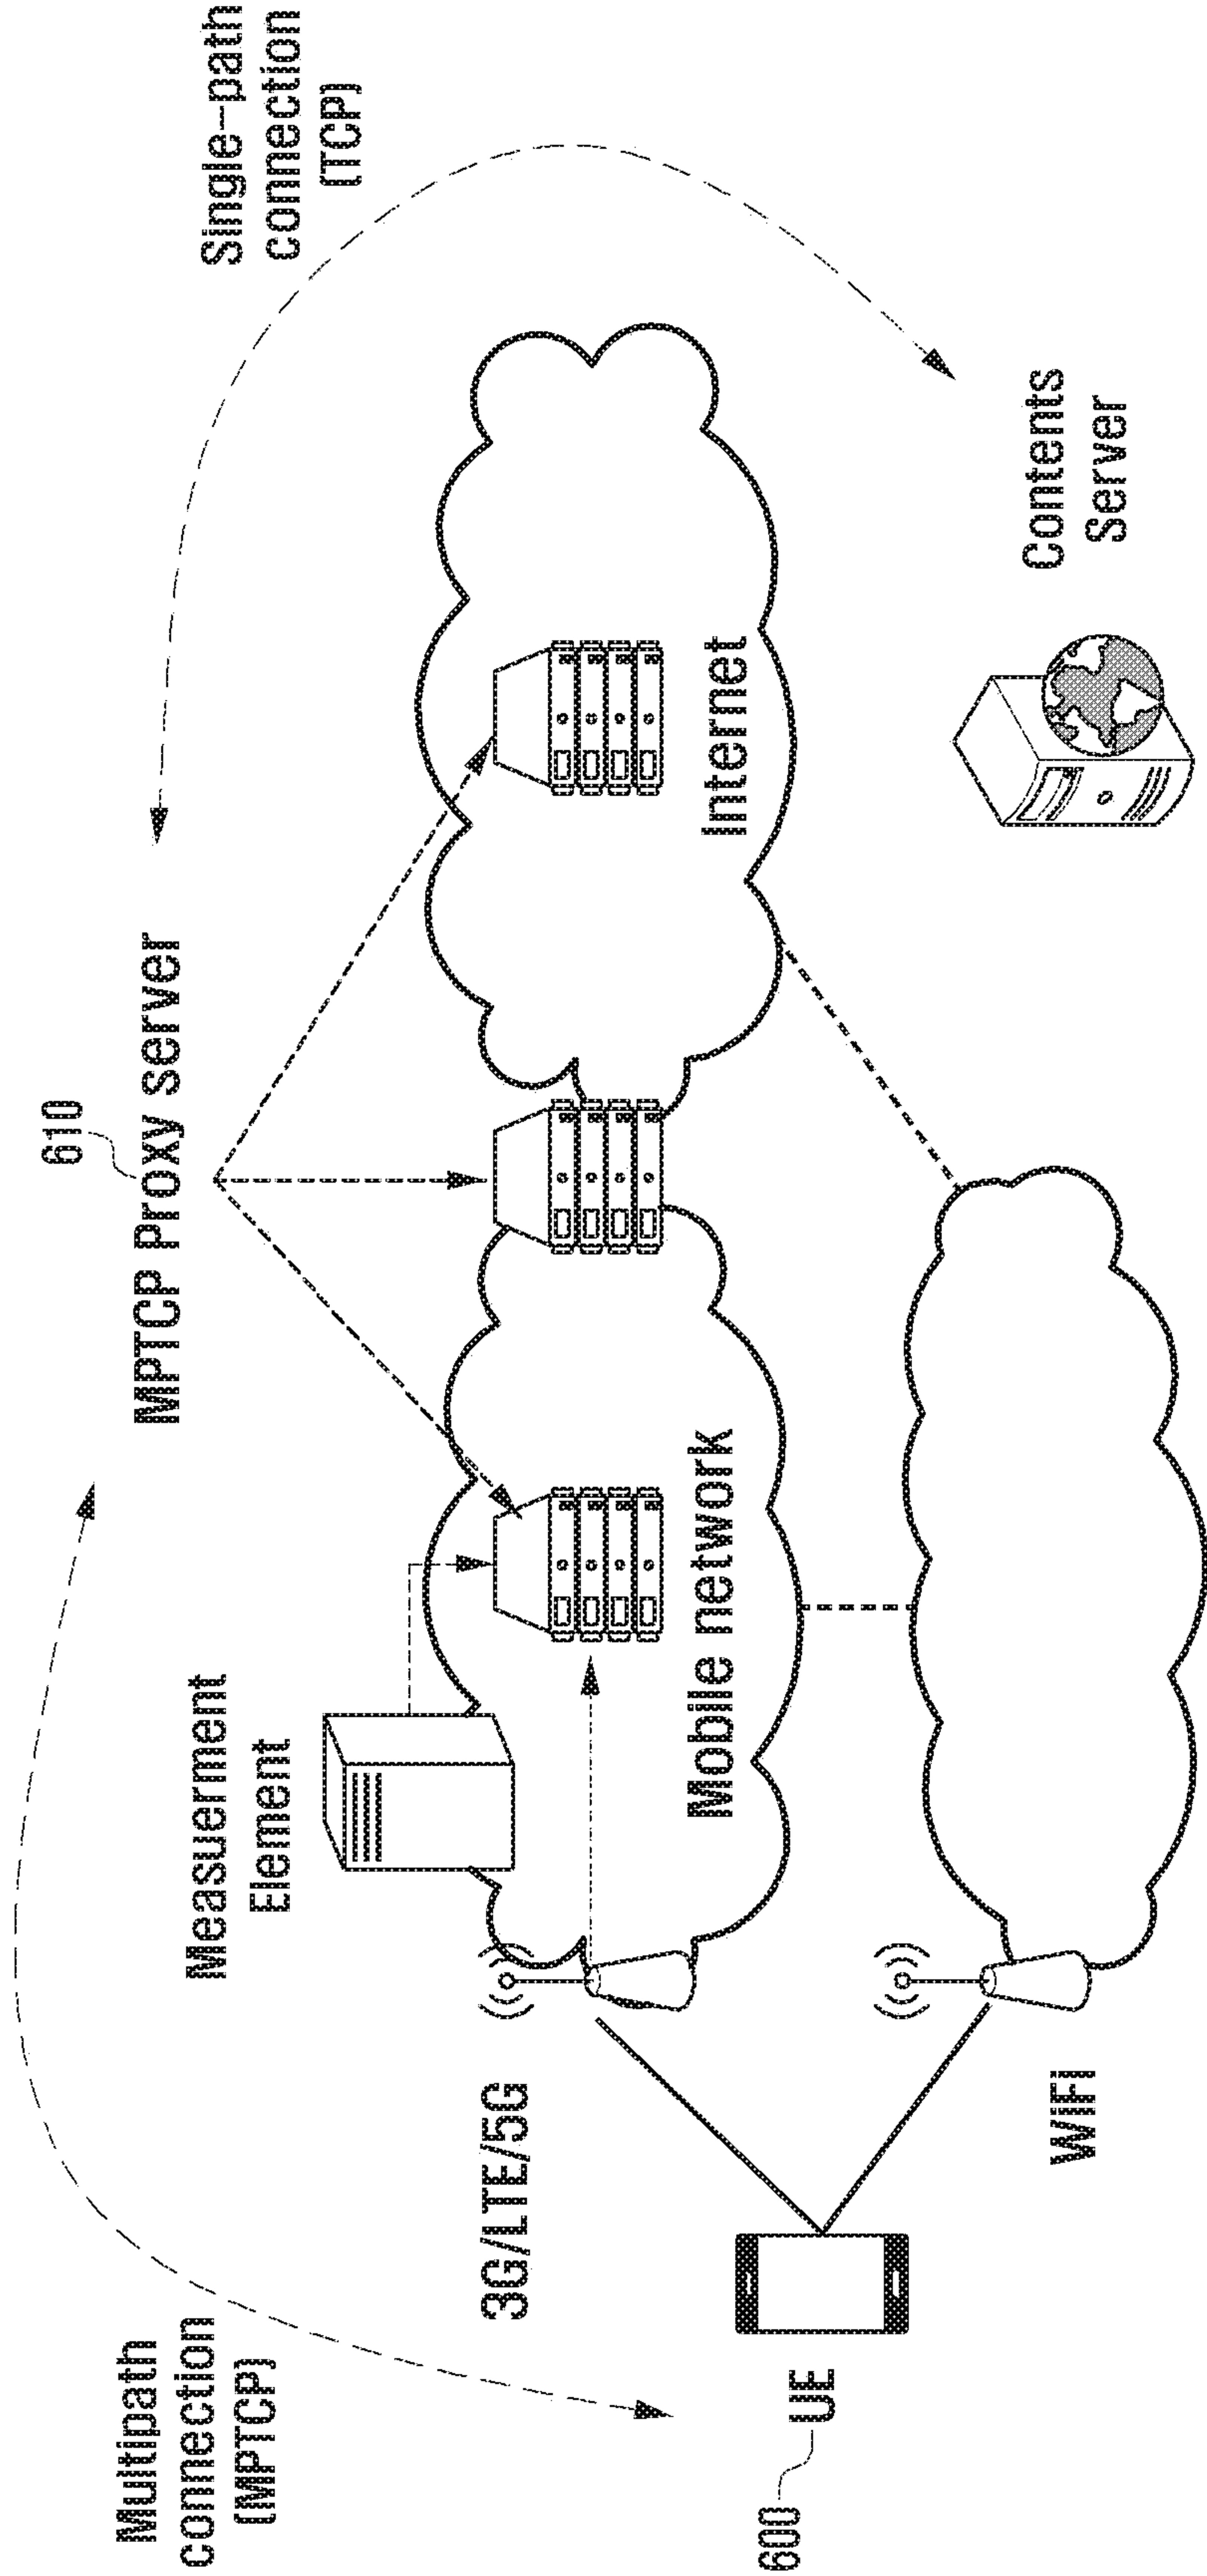 Multipath
connection
(MPTCP)
610
MPTCP Proxy server
Single-path
connection
(TCP)
Measuerment
Element
3G/LTE/5G
Mobile network
Internet
600
UE
WiFi
Contents
Server